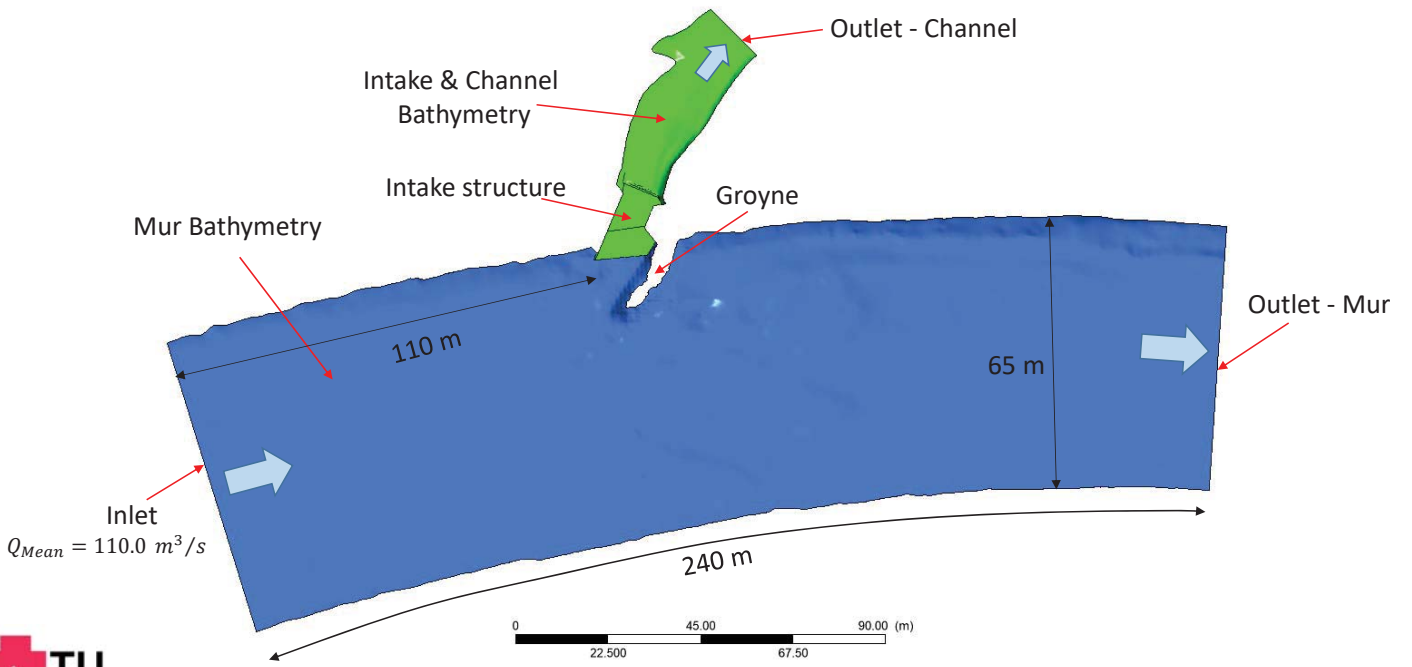 Outlet - Channel
Intake & Channel
Bathymetry
Intake structure
Groyne
Mur Bathymetry
110 m
65 m
Outlet - Mur
Inlet
Q_Mean = 110.0 m³/s
240 m
0 45.00 90.00 (m)
22.500 67.50
TU